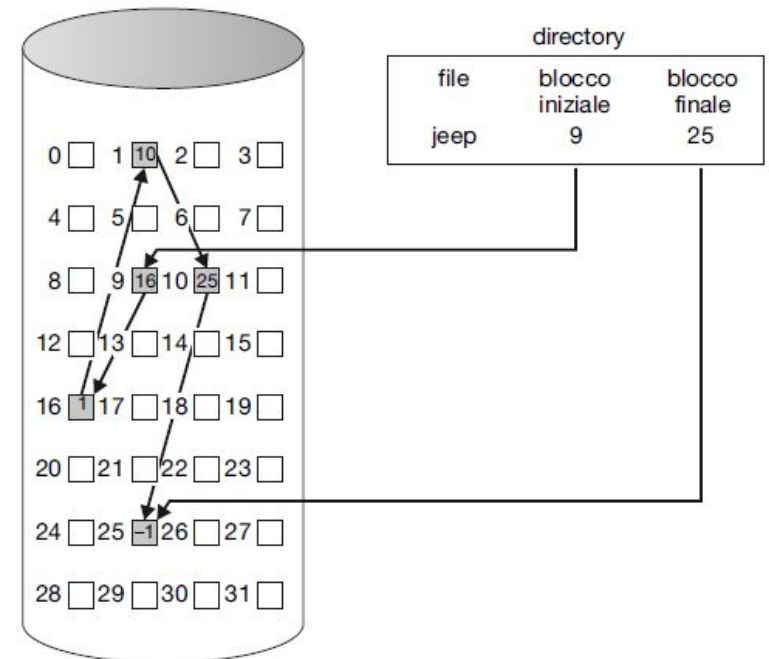 directory
file blocco blocco
iniziale finale
jeep 9 25
0 1 10 2 3
4 5 6 7
8 9 16 10 25 11
12 13 14 15
16 1 17 18 19
20 21 22 23
24 25 –1 26 27
28 29 30 31